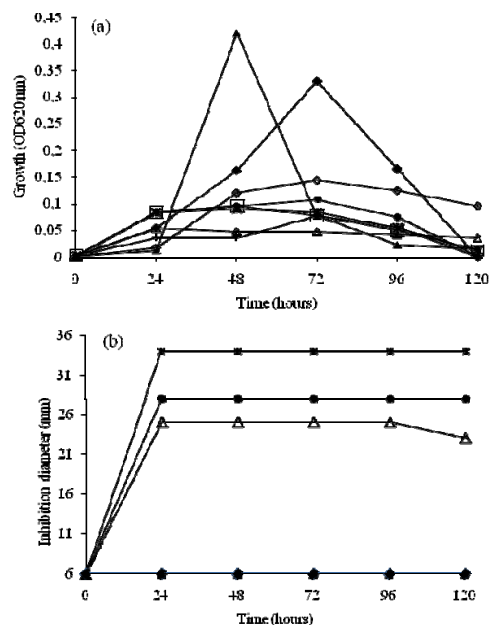 (a)
Growth (OD620nm)
0,45
0,4
0,35
0,3
0,25
0,2
0,15
0,1
0,05
0
0 24 48 72 96 120
Time (hours)
(b)
Inhibition diameter (mm)
36
31
26
21
16
11
6
0 24 48 72 96 120
Time (hours)